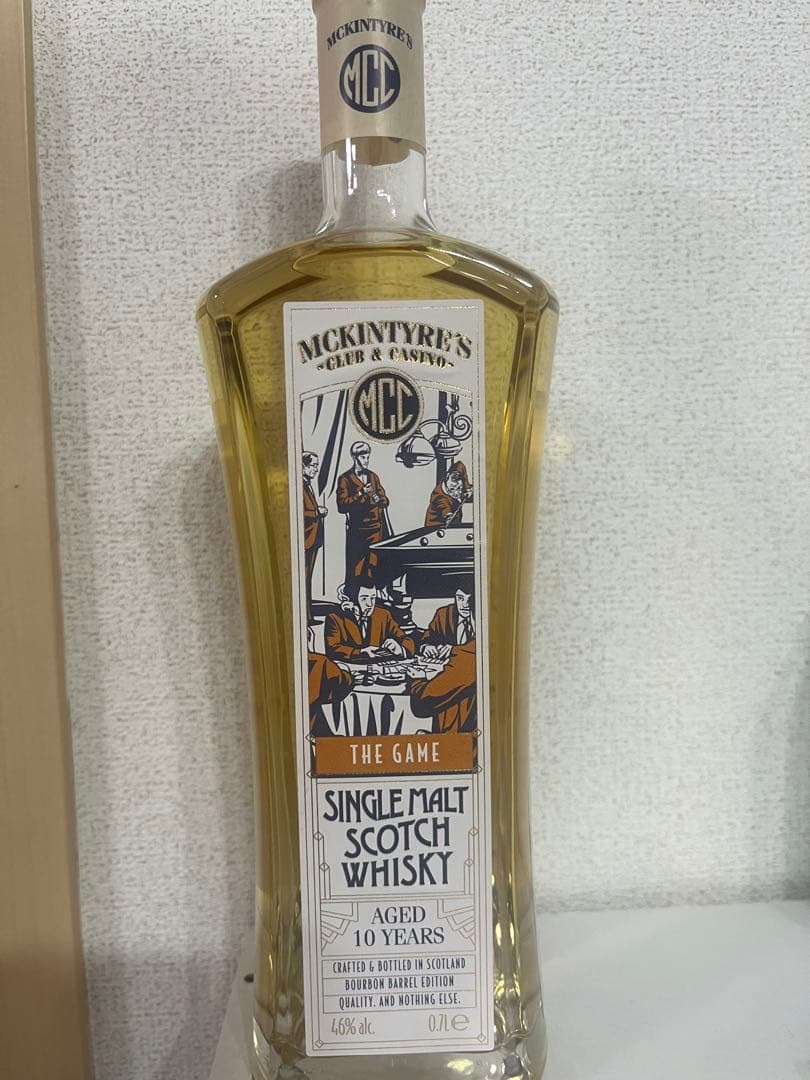 MCKINTYRE'S
MCC
MCKINTYRE'S
-CLUB & CASINO-
MCC
THE GAME
SINGLE MALT
SCOTCH
WHISKY
AGED
10 YEARS
CRAFTED & BOTTLED IN SCOTLAND
BOURBON BARREL EDITION
QUALITY. AND NOTHING ELSE.
46% alc. 0.7L ℮